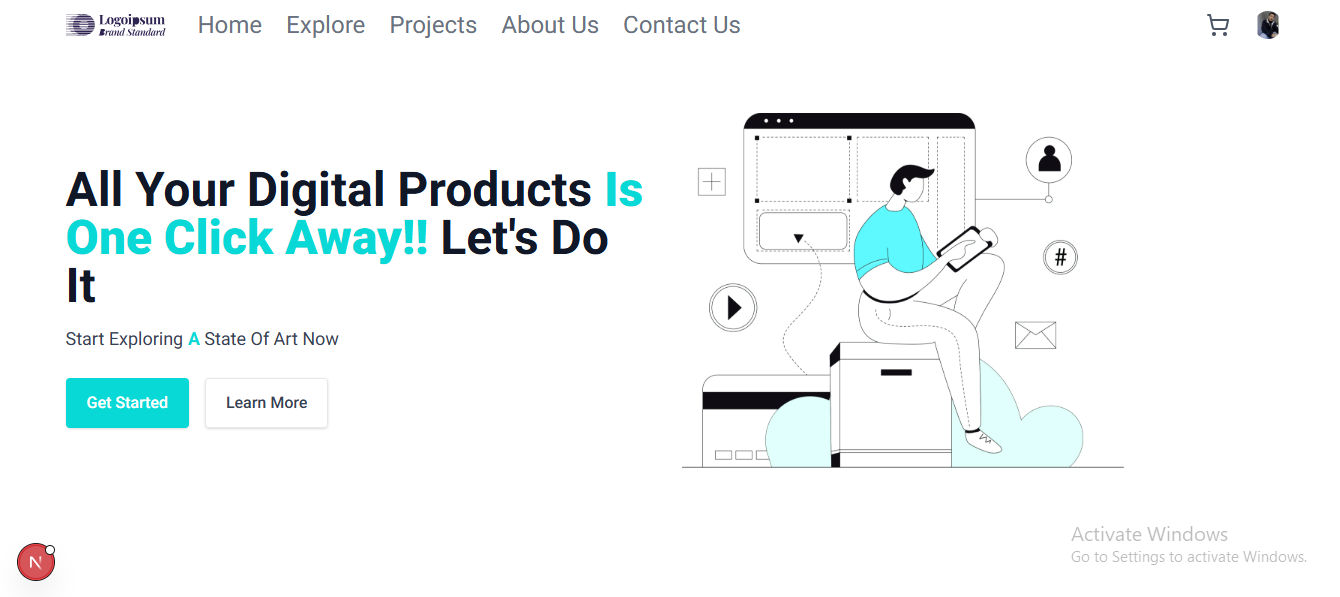 Logoipsum
Brand Standard
Home Explore Projects About Us Contact Us
All Your Digital Products Is
One Click Away!! Let's Do
It
#
Start Exploring A State Of Art Now
Get Started Learn More
Activate Windows
Go to Settings to activate Windows.
N